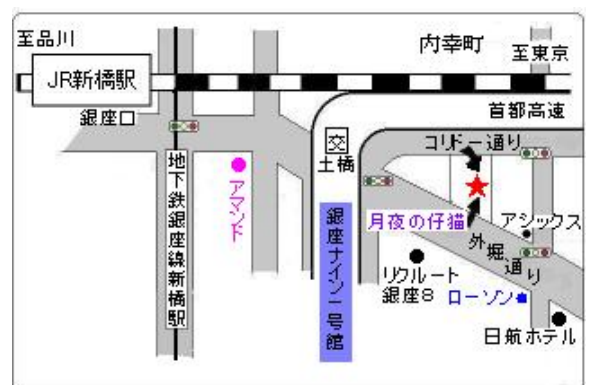 至品川
内幸町
至東京
JR新橋駅
銀座口
首都高速
交
土橋
コリドー通り
地下鉄銀座線新橋駅
アマンド
銀座ナイン二号館
月夜の仔猫
アシックス
外堀通り
リクルート
銀座8
ローソン
日航ホテル